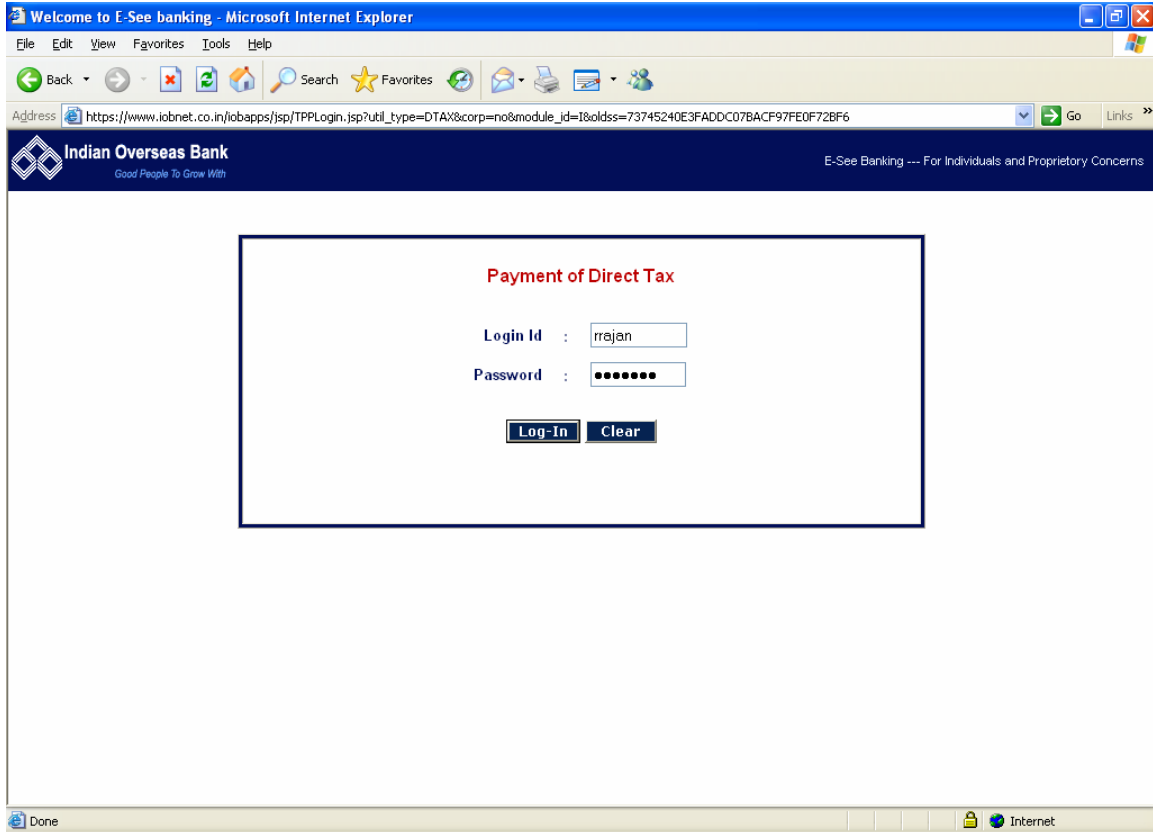 Welcome to E-See banking - Microsoft Internet Explorer
File Edit View Favorites Tools Help
Back Search Favorites
Address https://www.iobnet.co.in/iobapps/jsp/TPPLogin.jsp?util_type=DTAX&corp=no&module_id=I&oldss=73745240E3FADDC07BACF97FE0F72BF6 Go Links »
Indian Overseas Bank
Good People To Grow With
E-See Banking --- For Individuals and Proprietory Concerns
Payment of Direct Tax
Login Id : rrajan
Password : •••••••
Log-In Clear
Done Internet